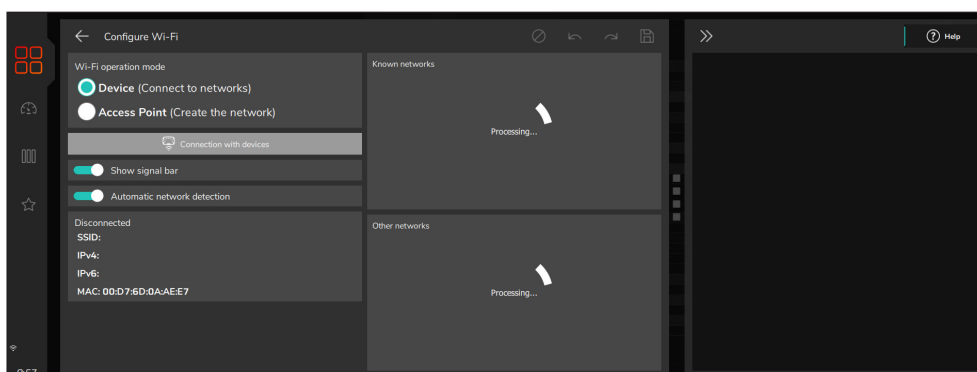 Configure Wi-Fi
Help
Wi-Fi operation mode
Device (Connect to networks)
Access Point (Create the network)
Connection with devices
Show signal bar
Automatic network detection
Disconnected
SSID:
IPv4:
IPv6:
MAC: 00:D7:6D:0A:AE:E7
Known networks
Processing...
Other networks
Processing...